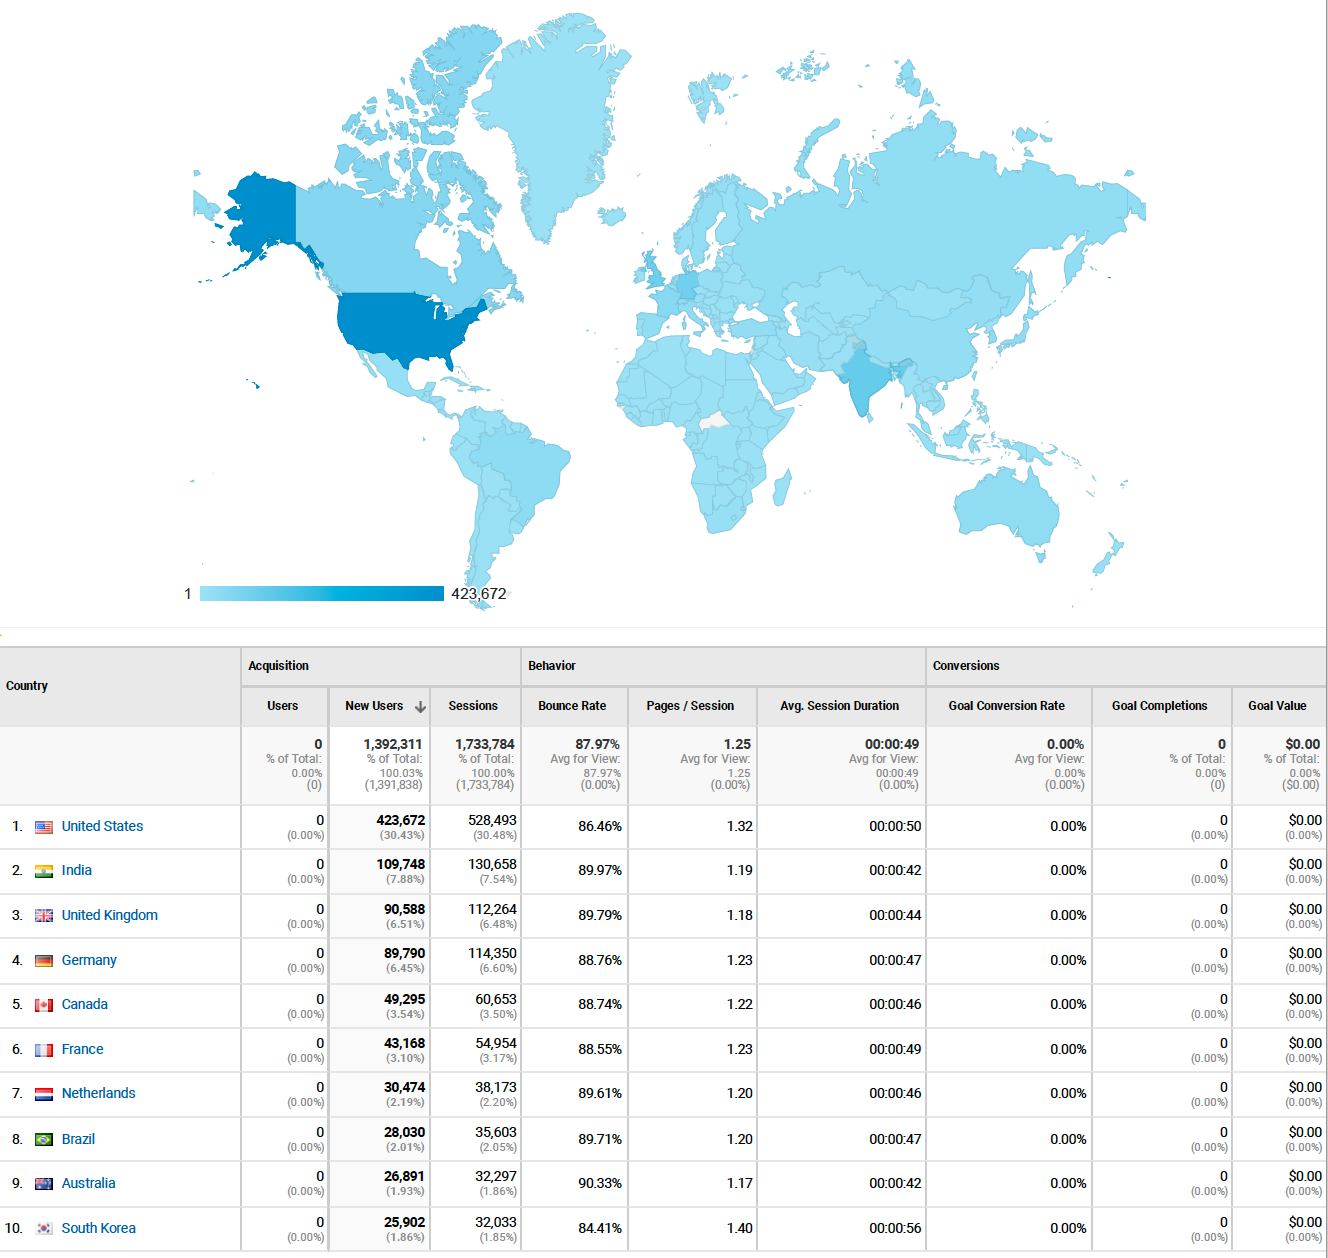 1 423,672
Acquisition Behavior Conversions
Country
Users New Users Sessions Bounce Rate Pages / Session Avg. Session Duration Goal Conversion Rate Goal Completions Goal Value
0 1,392,311 1,733,784 87.97% 1.25 00:00:49 0.00% 0 $0.00
% of Total: % of Total: % of Total: Avg for View: Avg for View: Avg for View: Avg for View: % of Total: % of Total:
0.00% 100.03% 100.00% 87.97% 1.25 00:00:49 0.00% 0.00% 0.00%
(0) (1,391,838) (1,733,784) (0.00%) (0.00%) (0.00%) (0.00%) (0) ($0.00)
1. United States 0 423,672 528,493 86.46% 1.32 00:00:50 0.00% 0 $0.00
(0.00%) (30.43%) (30.48%) (0.00%) (0.00%)
2. India 0 109,748 130,658 89.97% 1.19 00:00:42 0.00% 0 $0.00
(0.00%) (7.88%) (7.54%) (0.00%) (0.00%)
3. United Kingdom 0 90,588 112,264 89.79% 1.18 00:00:44 0.00% 0 $0.00
(0.00%) (6.51%) (6.48%) (0.00%) (0.00%)
4. Germany 0 89,790 114,350 88.76% 1.23 00:00:47 0.00% 0 $0.00
(0.00%) (6.45%) (6.60%) (0.00%) (0.00%)
5. Canada 0 49,295 60,653 88.74% 1.22 00:00:46 0.00% 0 $0.00
(0.00%) (3.54%) (3.50%) (0.00%) (0.00%)
6. France 0 43,168 54,954 88.55% 1.23 00:00:49 0.00% 0 $0.00
(0.00%) (3.10%) (3.17%) (0.00%) (0.00%)
7. Netherlands 0 30,474 38,173 89.61% 1.20 00:00:46 0.00% 0 $0.00
(0.00%) (2.19%) (2.20%) (0.00%) (0.00%)
8. Brazil 0 28,030 35,603 89.71% 1.20 00:00:47 0.00% 0 $0.00
(0.00%) (2.01%) (2.05%) (0.00%) (0.00%)
9. Australia 0 26,891 32,297 90.33% 1.17 00:00:42 0.00% 0 $0.00
(0.00%) (1.93%) (1.86%) (0.00%) (0.00%)
10. South Korea 0 25,902 32,033 84.41% 1.40 00:00:56 0.00% 0 $0.00
(0.00%) (1.86%) (1.85%) (0.00%) (0.00%)